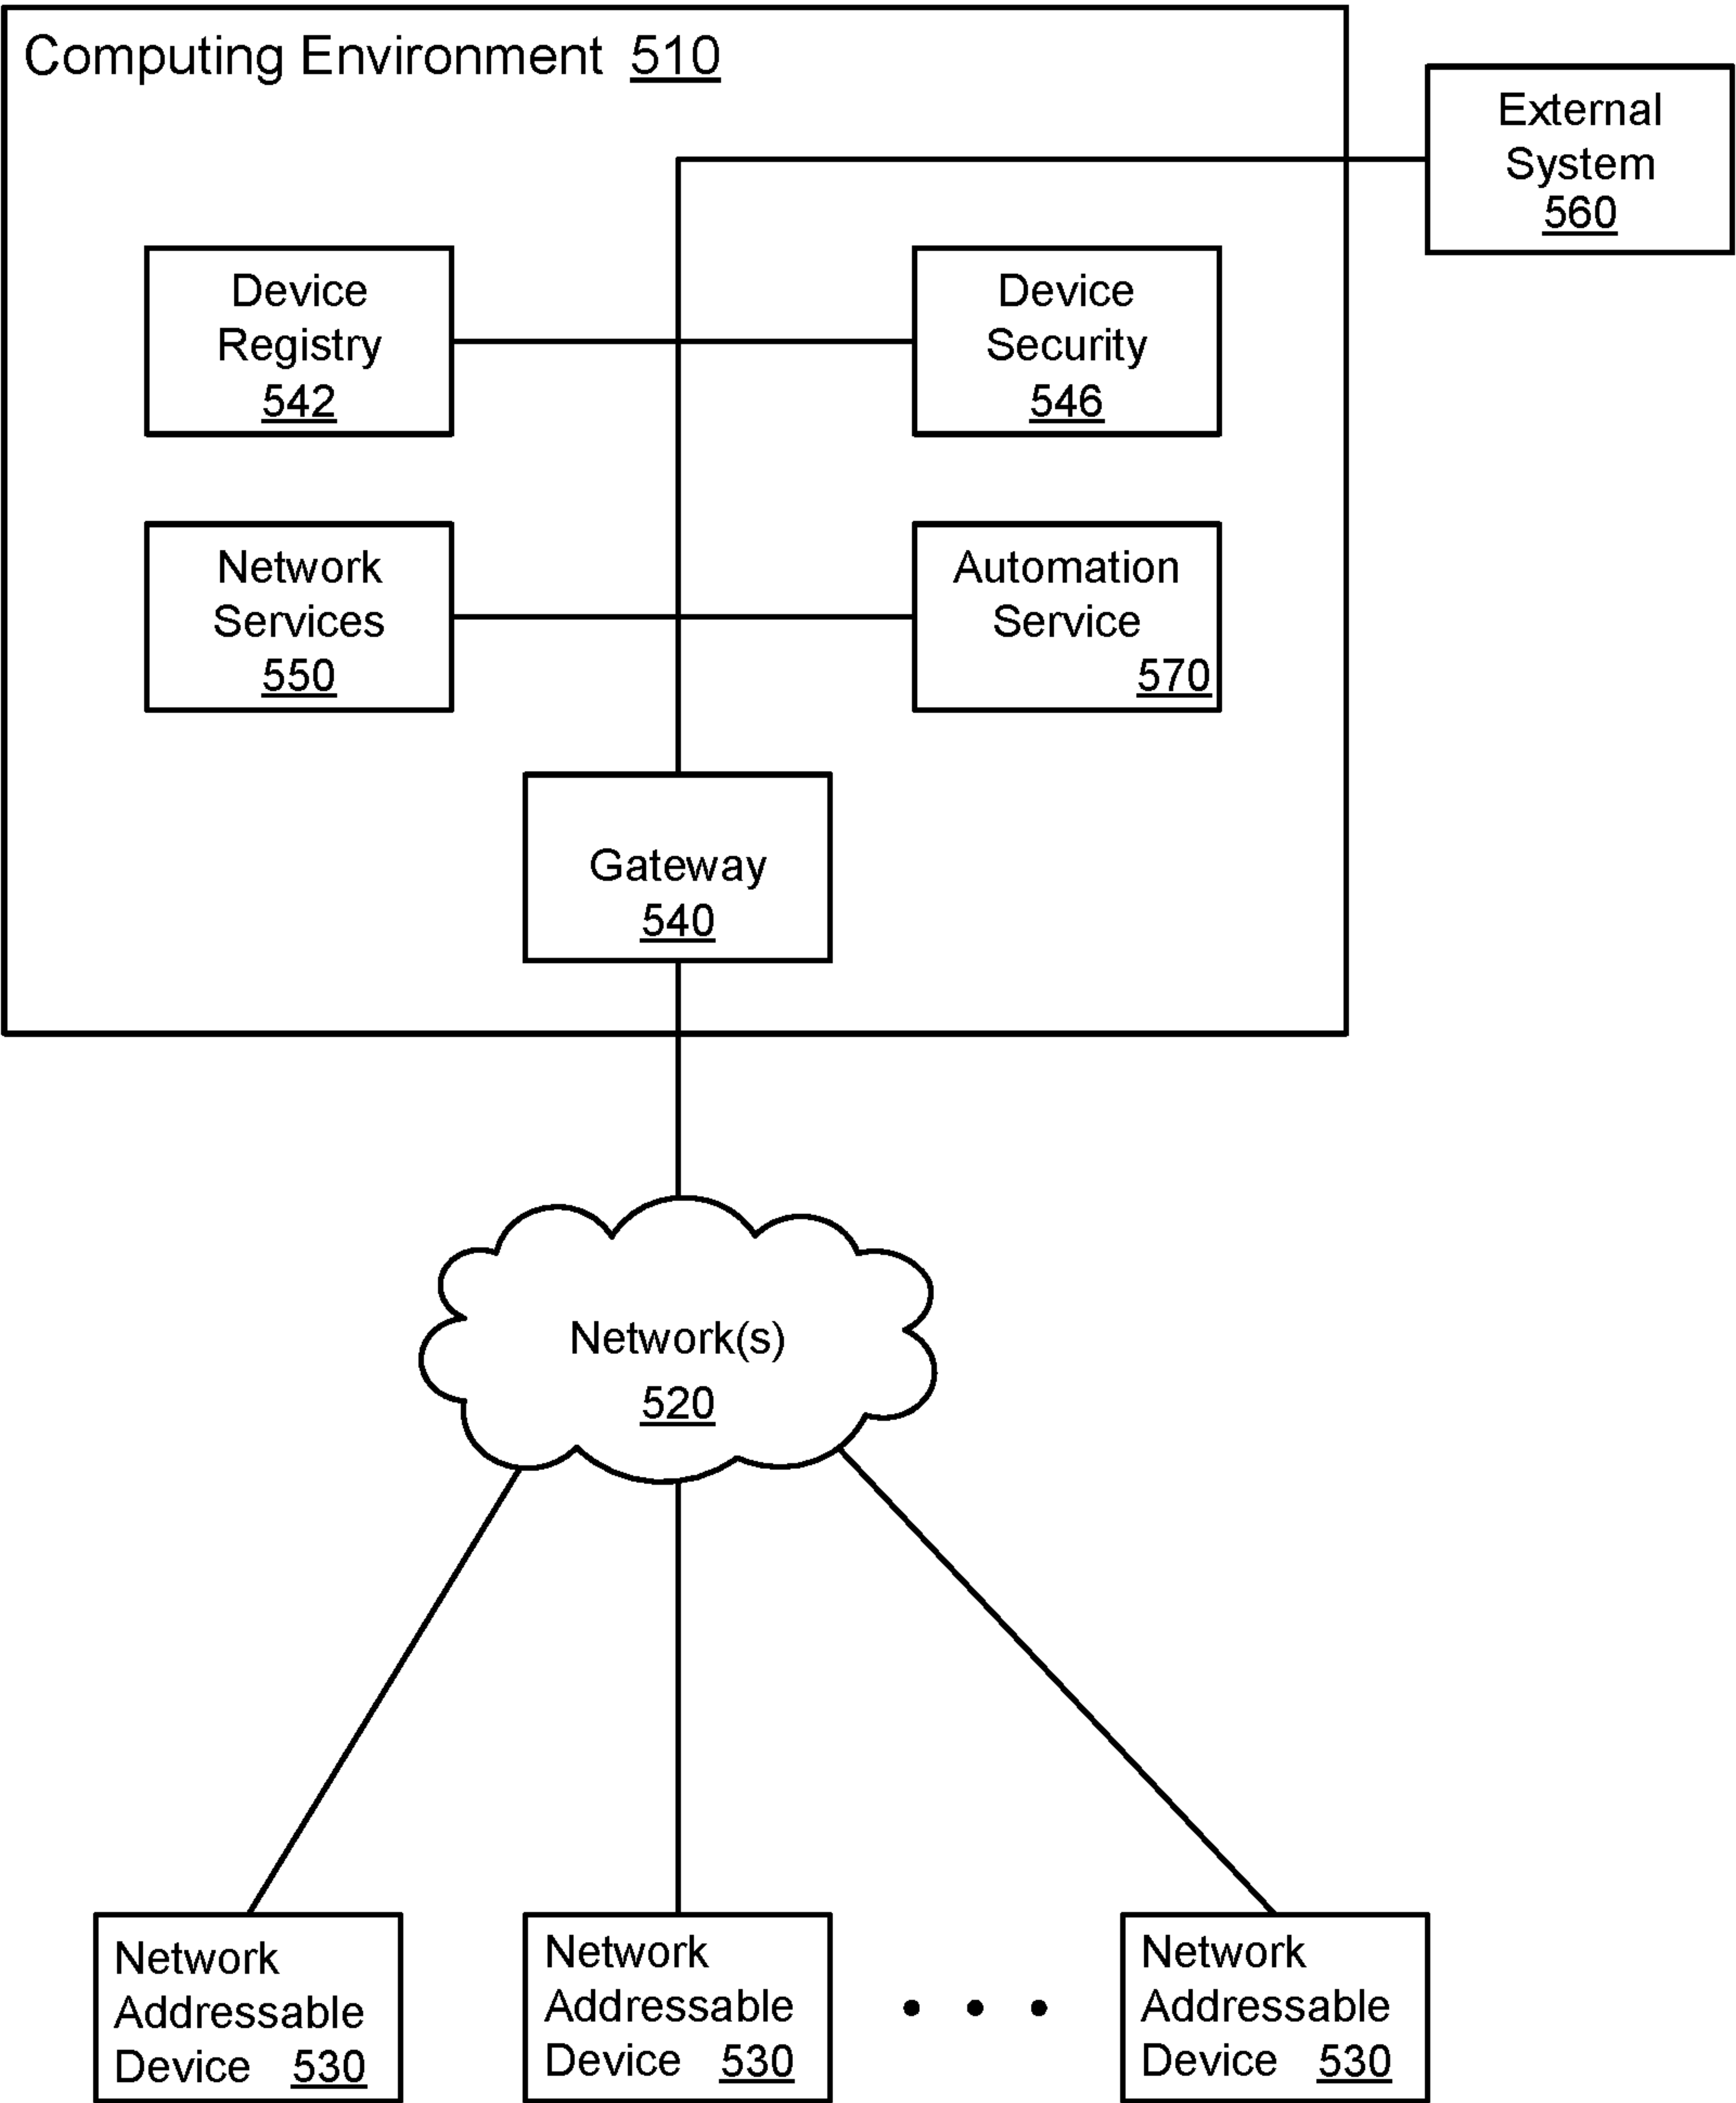 Computing Environment 510
External
System
560
Device
Registry
542
Device
Security
546
Network
Services
550
Automation
Service
570
Gateway
540
Network(s)
520
Network
Addressable
Device 530
Network
Addressable
Device 530
Network
Addressable
Device 530